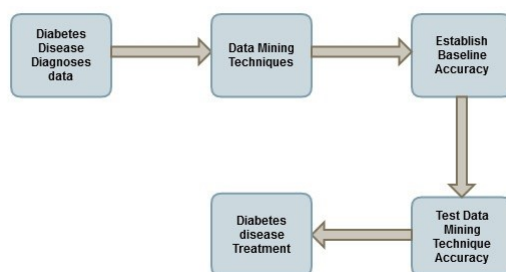 Diabetes
Disease
Diagnoses
data
Data Mining
Techniques
Establish
Baseline
Accuracy
Test Data
Mining
Technique
Accuracy
Diabetes
disease
Treatment